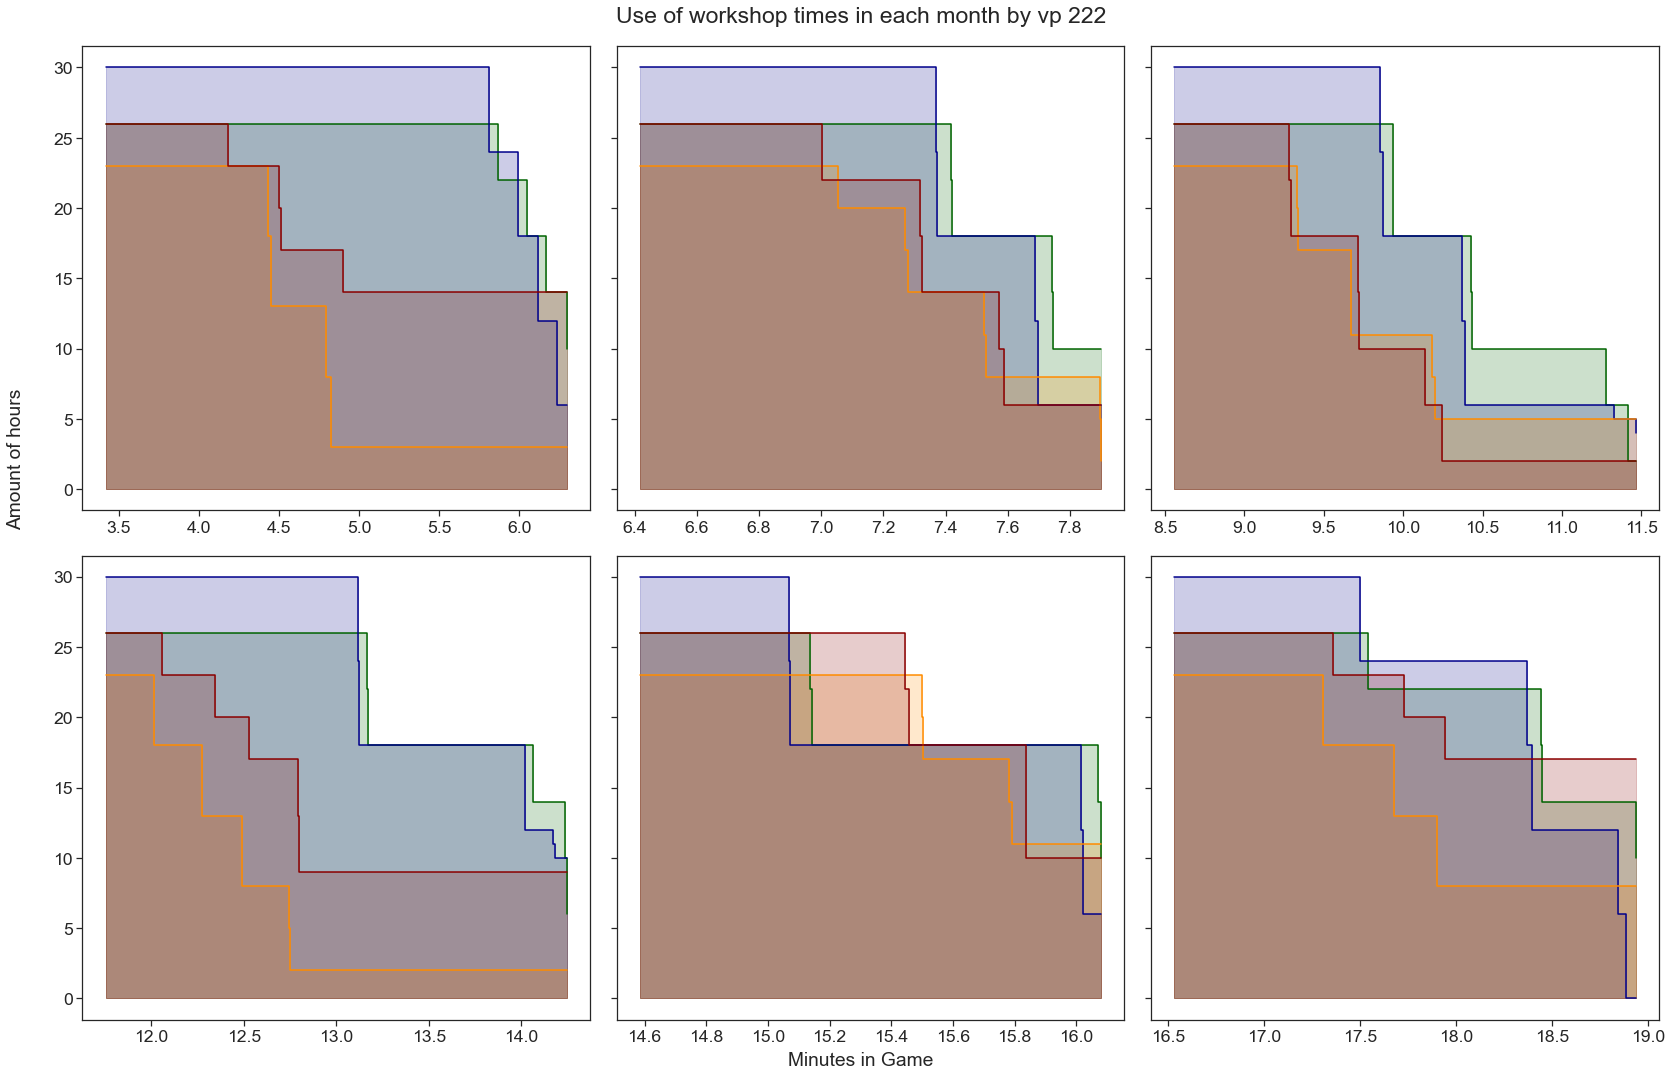 Use of workshop times in each month by vp 222
Amount of hours
30
25
20
15
10
5
0
3.5 4.0 4.5 5.0 5.5 6.0
6.4 6.6 6.8 7.0 7.2 7.4 7.6 7.8
8.5 9.0 9.5 10.0 10.5 11.0 11.5
30
25
20
15
10
5
0
12.0 12.5 13.0 13.5 14.0
14.6 14.8 15.0 15.2 15.4 15.6 15.8 16.0
16.5 17.0 17.5 18.0 18.5 19.0
Minutes in Game